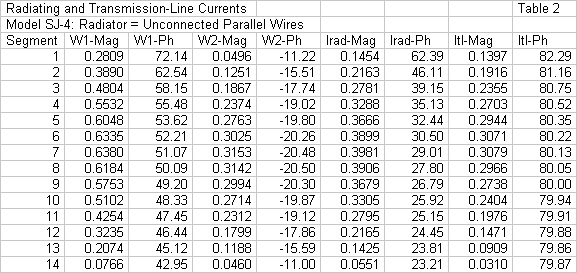 Radiating and Transmission-Line Currents Table 2
Model SJ-4: Radiator = Unconnected Parallel Wires
Segment W1-Mag W1-Ph W2-Mag W2-Ph Irad-Mag Irad-Ph Itl-Mag Itl-Ph
1 0.2809 72.14 0.0496 -11.22 0.1454 62.39 0.1397 82.29
2 0.3890 62.54 0.1251 -15.51 0.2163 46.11 0.1916 81.16
3 0.4804 58.15 0.1867 -17.74 0.2781 39.15 0.2355 80.75
4 0.5532 55.48 0.2374 -19.02 0.3288 35.13 0.2703 80.52
5 0.6048 53.62 0.2763 -19.80 0.3666 32.44 0.2944 80.35
6 0.6335 52.21 0.3025 -20.26 0.3899 30.50 0.3071 80.22
7 0.6380 51.07 0.3153 -20.48 0.3981 29.01 0.3079 80.13
8 0.6184 50.09 0.3142 -20.50 0.3906 27.80 0.2966 80.05
9 0.5753 49.20 0.2994 -20.30 0.3679 26.79 0.2738 80.00
10 0.5102 48.33 0.2714 -19.87 0.3305 25.92 0.2404 79.94
11 0.4254 47.45 0.2312 -19.12 0.2795 25.15 0.1976 79.91
12 0.3235 46.44 0.1799 -17.86 0.2165 24.45 0.1471 79.88
13 0.2074 45.12 0.1188 -15.59 0.1425 23.81 0.0909 79.86
14 0.0766 42.95 0.0460 -11.00 0.0551 23.21 0.0310 79.87